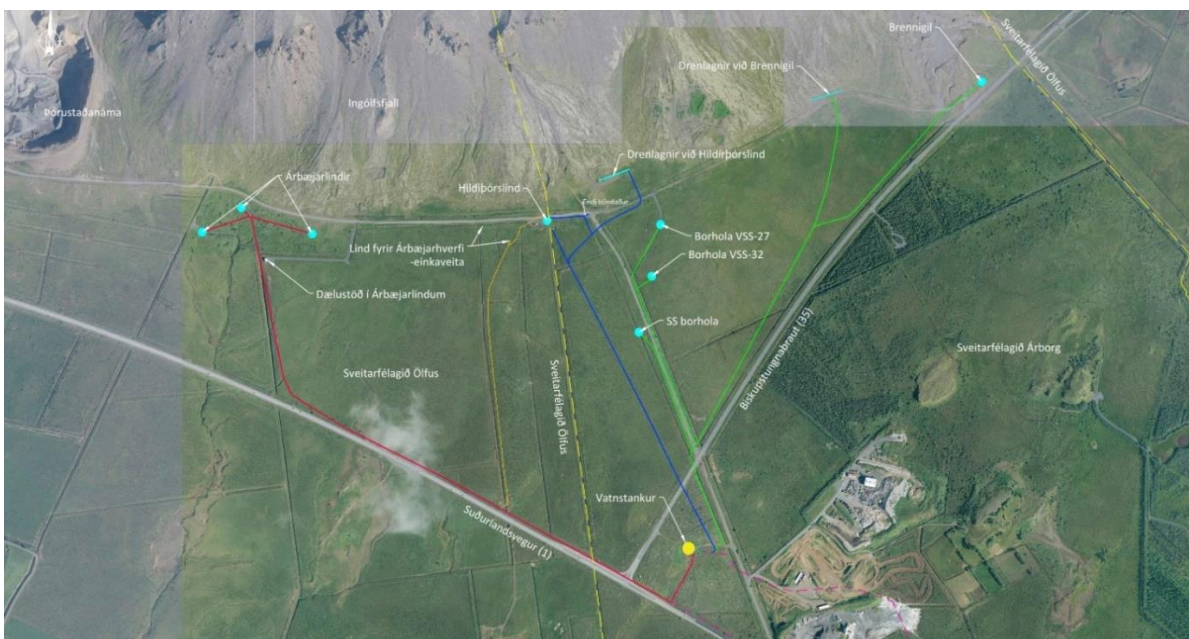 Brennigil
Sveitarfélagið Ölfus
Drenlagnir við Brennigil
Þórustaðanáma
Ingólfsfjall
Drenlagnir við Hildiþórslind
Árbæjarlindir
Hildiþórslind
Lind fyrir Árbæjarhverfi
-einkaveita
Borhola VSS-27
Borhola VSS-32
Dælustöð í Árbæjarlindum
SS borhola
Biskupstungnabraut (35)
Sveitarfélagið Árborg
Sveitarfélagið Ölfus
Sveitarfélagið Ölfus
Vatnstankur
Suðurlandsvegur (1)